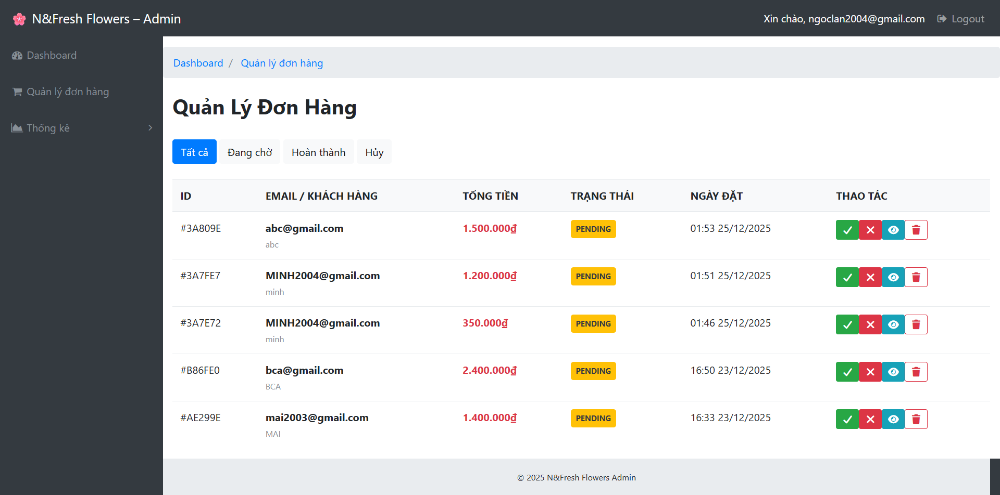 N&Fresh Flowers – Admin
Xin chào, ngoclan2004@gmail.com Logout
Dashboard
Quản lý đơn hàng
Thống kê
Dashboard / Quản lý đơn hàng
Quản Lý Đơn Hàng
Tất cả Đang chờ Hoàn thành Hủy
ID EMAIL / KHÁCH HÀNG TỔNG TIỀN TRẠNG THÁI NGÀY ĐẶT THAO TÁC
#3A809E abc@gmail.com 1.500.000₫ PENDING 01:53 25/12/2025
abc
#3A7FE7 MINH2004@gmail.com 1.200.000₫ PENDING 01:51 25/12/2025
minh
#3A7E72 MINH2004@gmail.com 350.000₫ PENDING 01:46 25/12/2025
minh
#B86FE0 bca@gmail.com 2.400.000₫ PENDING 16:50 23/12/2025
BCA
#AE299E mai2003@gmail.com 1.400.000₫ PENDING 16:33 23/12/2025
MAI
© 2025 N&Fresh Flowers Admin